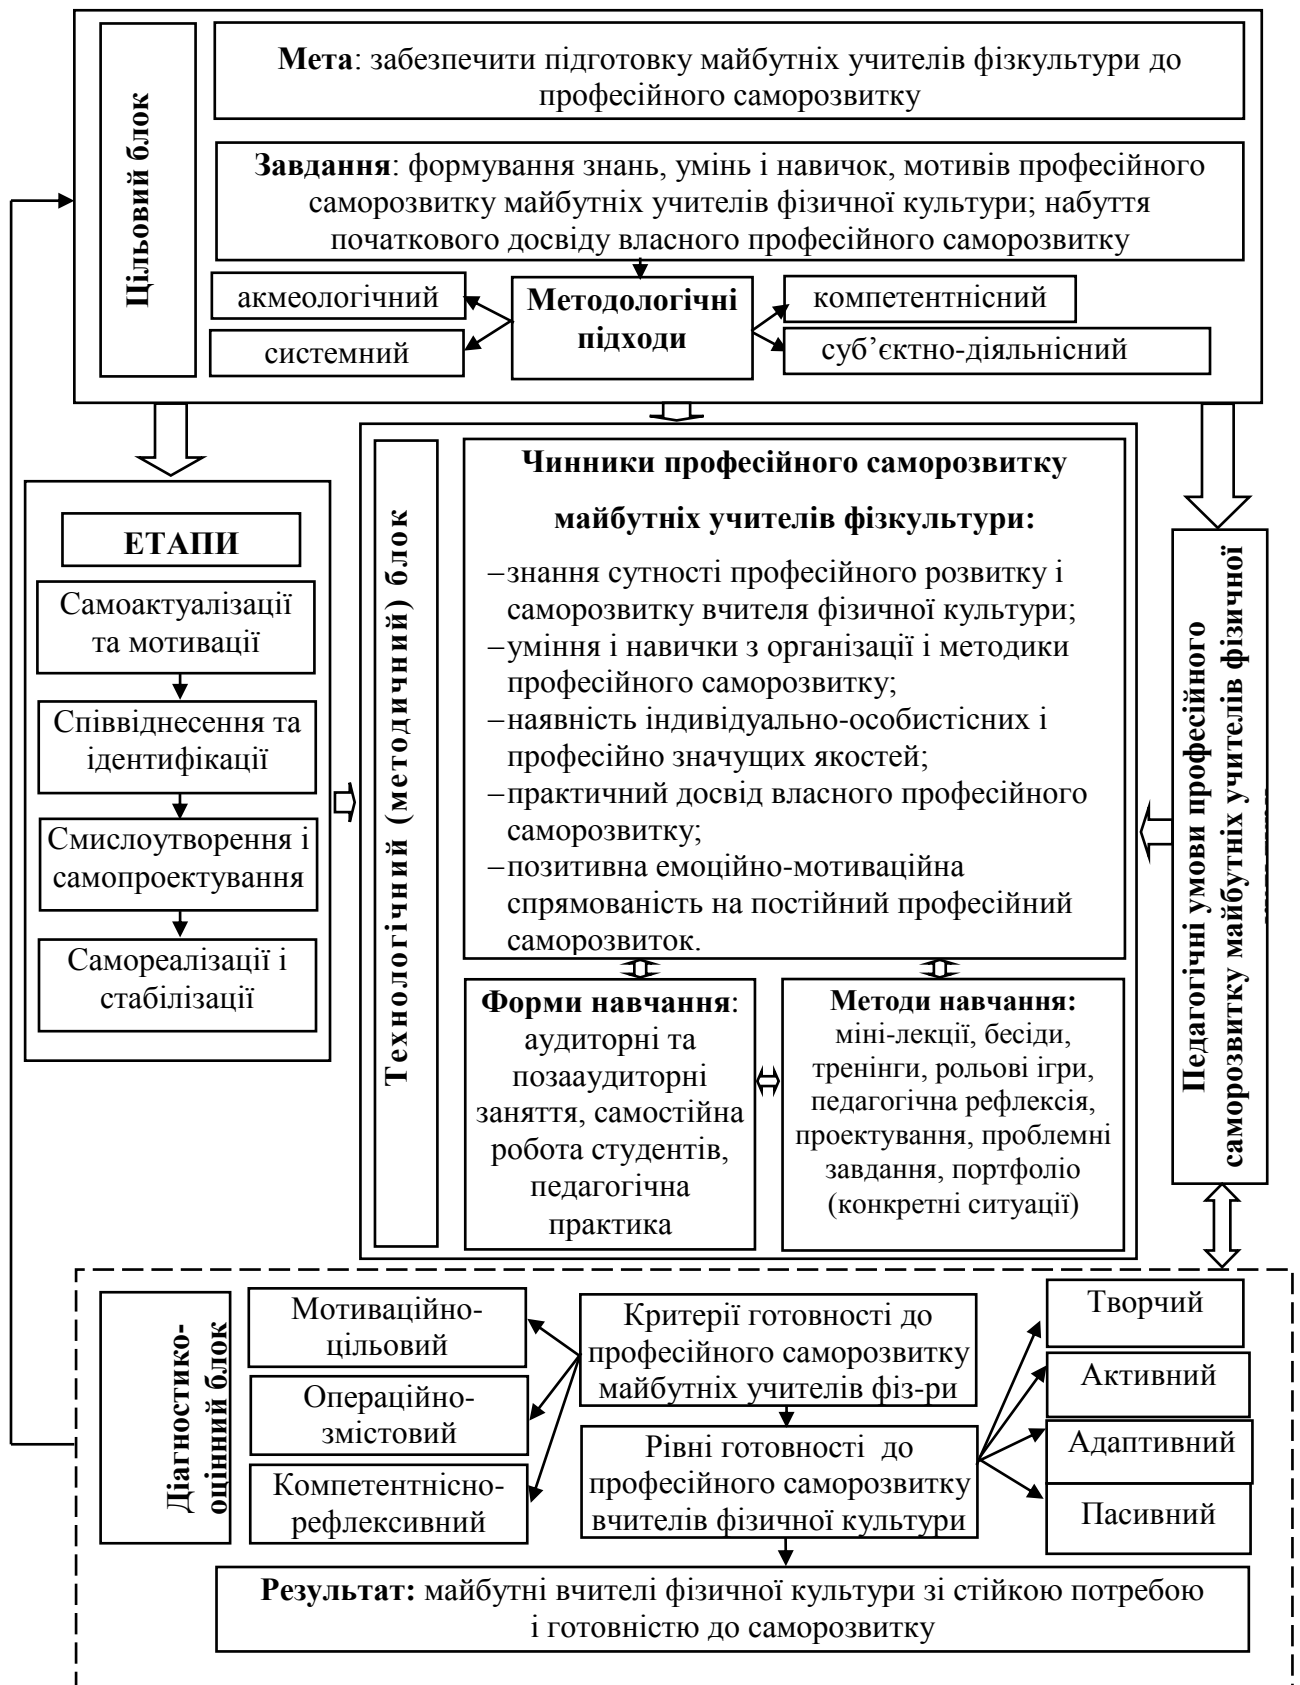 Цільовий блок
Мета: забезпечити підготовку майбутніх учителів фізкультури до
професійного саморозвитку
Завдання: формування знань, умінь і навичок, мотивів професійного
саморозвитку майбутніх учителів фізичної культури; набуття
початкового досвіду власного професійного саморозвитку
акмеологічний
системний
Методологічні
підходи
компетентнісний
суб’єктно-діяльнісний
ЕТАПИ
Самоактуалізації
та мотивації
Співвіднесення та
ідентифікації
Смислоутворення і
самопроектування
Самореалізації і
стабілізації
Технологічний (методичний) блок
Чинники професійного саморозвитку
майбутніх учителів фізкультури:
–знання сутності професійного розвитку і
саморозвитку вчителя фізичної культури;
–уміння і навички з організації і методики
професійного саморозвитку;
–наявність індивідуально-особистісних і
професійно значущих якостей;
–практичний досвід власного професійного
саморозвитку;
–позитивна емоційно-мотиваційна
спрямованість на постійний професійний
саморозвиток.
Форми навчання:
аудиторні та
позааудиторні
заняття, самостійна
робота студентів,
педагогічна
практика
Методи навчання:
міні-лекції, бесіди,
тренінги, рольові ігри,
педагогічна рефлексія,
проектування, проблемні
завдання, портфоліо
(конкретні ситуації)
Педагогічні умови професійного
саморозвитку майбутніх учителів фізичної
Діагностико-
оцінний блок
Мотиваційно-
цільовий
Операційно-
змістовий
Компетентнісно-
рефлексивний
Критерії готовності до
професійного саморозвитку
майбутніх учителів фіз-ри
Рівні готовності до
професійного саморозвитку
вчителів фізичної культури
Творчий
Активний
Адаптивний
Пасивний
Результат: майбутні вчителі фізичної культури зі стійкою потребою
і готовністю до саморозвитку